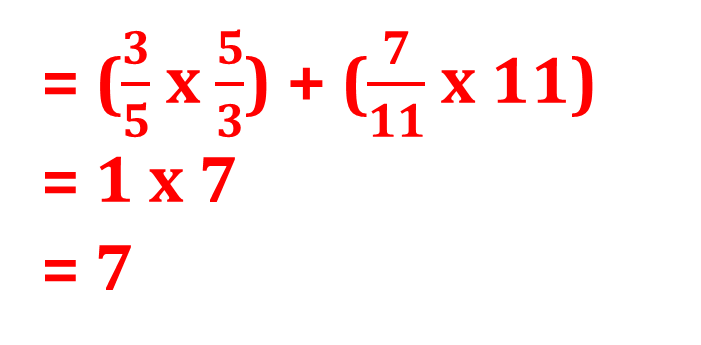 = (3/5 x 5/3) + (7/11 x 11)
= 1 x 7
= 7